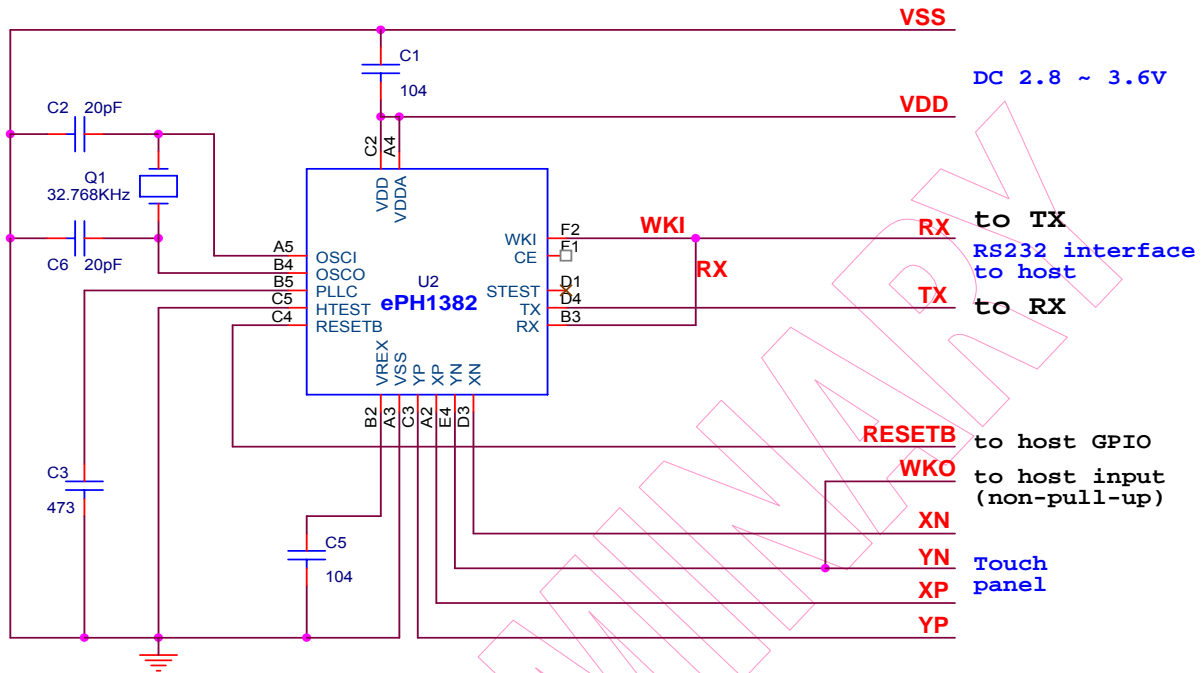 VSS
C1
104
DC 2.8 ~ 3.6V
VDD
C2 20pF
C2
A4
Q1
32.768KHz
VDD
VDDA
C6 20pF
A5
OSCI
B4
OSCO
B5
PLLC
C5
HTEST
C4
RESETB
U2
ePH1382
WKI
F2
CE
STEST
D1
TX
D4
RX
B3
WKI
RX
RX
to TX
RS232 interface
to host
TX
to RX
VREX
VSS
YP
XP
YN
XN
B2
A3
C3
A2
E4
D3
RESETB
to host GPIO
WKO
to host input
(non-pull-up)
C3
473
C5
104
XN
YN
Touch
panel
XP
YP